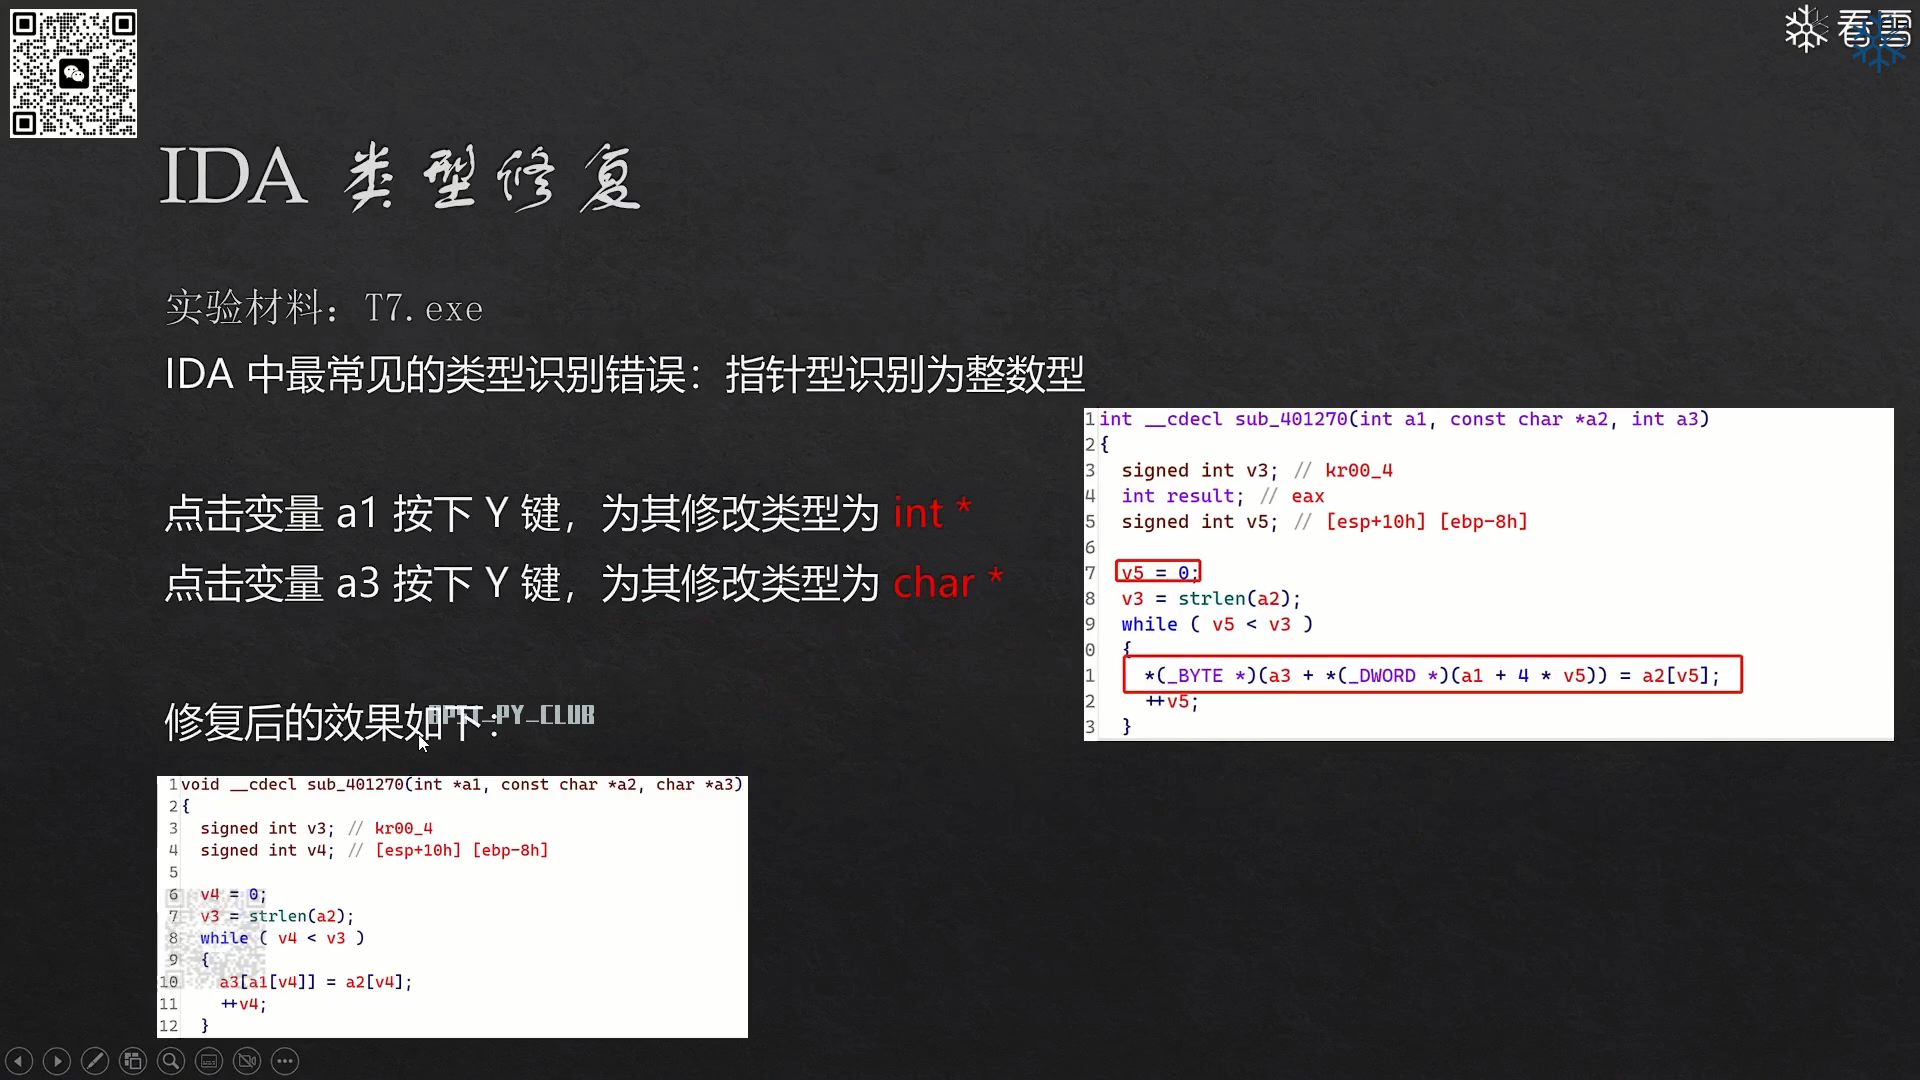 看雪
IDA 类型修复
实验材料：T7.exe
IDA 中最常见的类型识别错误：指针型识别为整数型
点击变量 a1 按下 Y 键，为其修改类型为 int *
点击变量 a3 按下 Y 键，为其修改类型为 char *
修复后的效果如下：
1 int __cdecl sub_401270(int a1, const char *a2, int a3)
2 {
3 signed int v3; // kr00_4
4 int result; // eax
5 signed int v5; // [esp+10h] [ebp-8h]
6
7 v5 = 0;
8 v3 = strlen(a2);
9 while ( v5 < v3 )
0 {
1 *(_BYTE *)(a3 + *(_DWORD *)(a1 + 4 * v5)) = a2[v5];
2 ++v5;
3 }
1 void __cdecl sub_401270(int *a1, const char *a2, char *a3)
2 {
3 signed int v3; // kr00_4
4 signed int v4; // [esp+10h] [ebp-8h]
5
6 v4 = 0;
7 v3 = strlen(a2);
8 while ( v4 < v3 )
9 {
10 a3[a1[v4]] = a2[v4];
11 ++v4;
12 }